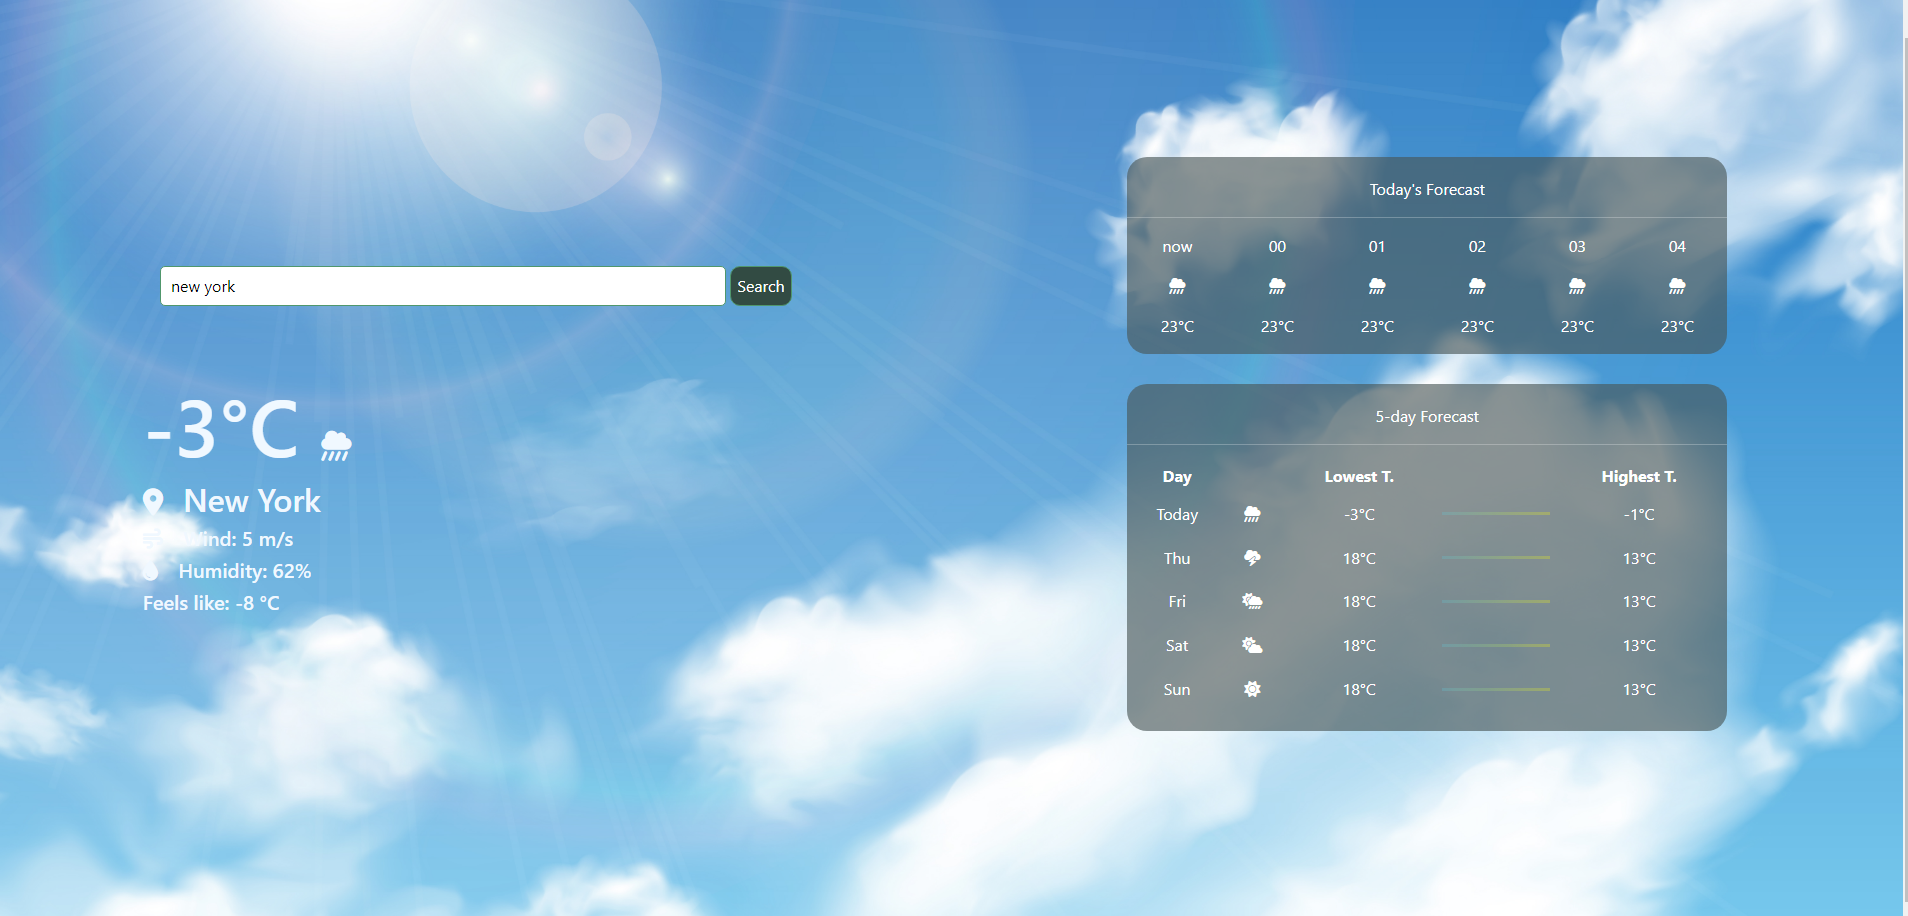 new york
Search
-3°C
New York
Wind: 5 m/s
Humidity: 62%
Feels like: -8 °C
Today's Forecast
now 00 01 02 03 04
23°C 23°C 23°C 23°C 23°C 23°C
5-day Forecast
Day Lowest T. Highest T.
Today -3°C -1°C
Thu 18°C 13°C
Fri 18°C 13°C
Sat 18°C 13°C
Sun 18°C 13°C